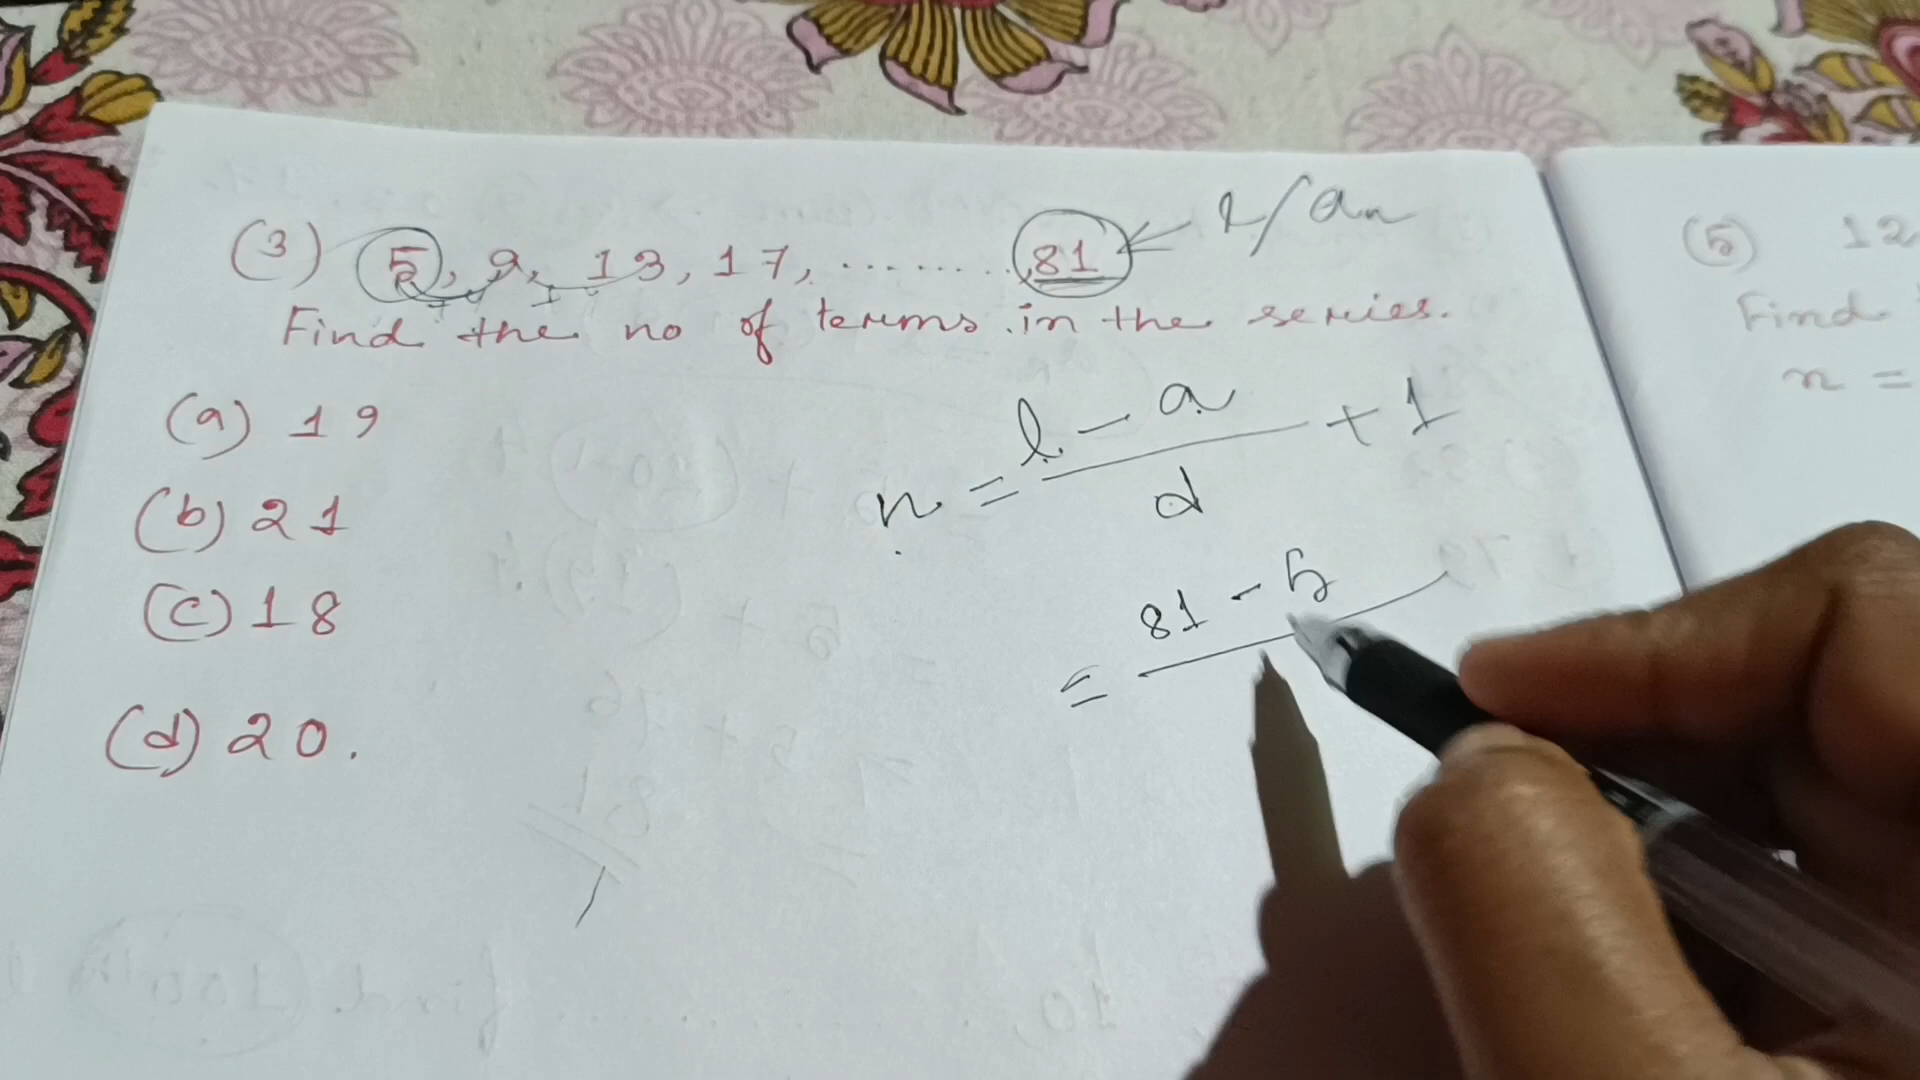 (3) 5, 9, 13, 17, ........, 81 ← l/an
Find the no of terms in the series.
(a) 19
(b) 21
(c) 18
(d) 20.
n = l - a / d + 1
= 81 - 5
(5) 12
Find
n =